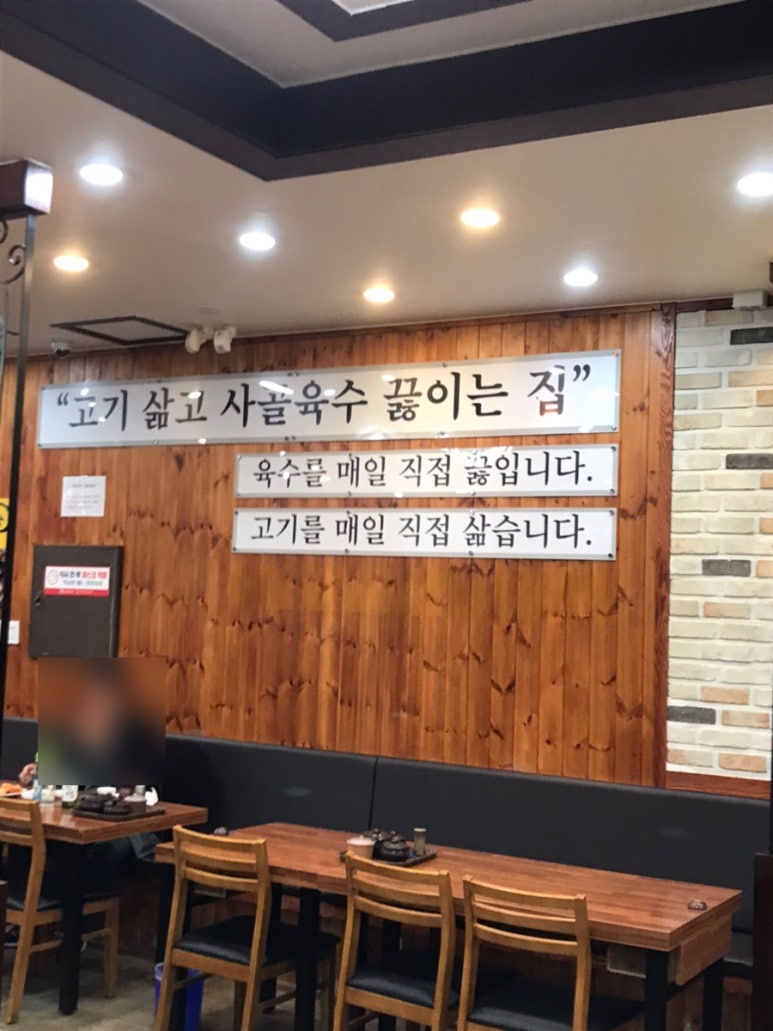 “고기 삶고 사골육수 끓이는 집”
육수를 매일 직접 끓입니다.
고기를 매일 직접 삶습니다.